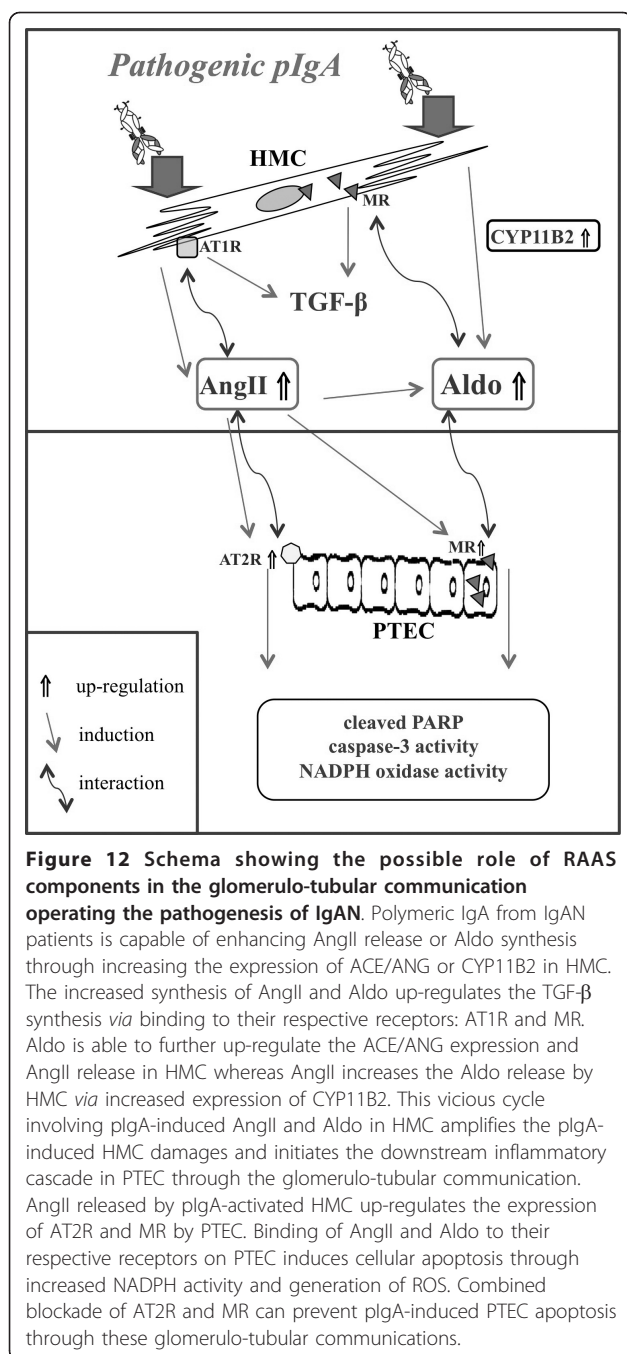 Pathogenic pIgA
HMC
MR
CYP11B2 ⇑
AT1R
TGF-β
AngII ⇑
Aldo ⇑
AT2R ⇑
MR⇑
PTEC
⇑ up-regulation
induction
interaction
cleaved PARP
caspase-3 activity
NADPH oxidase activity
Figure 12 Schema showing the possible role of RAAS
components in the glomerulo-tubular communication
operating the pathogenesis of IgAN. Polymeric IgA from IgAN
patients is capable of enhancing AngII release or Aldo synthesis
through increasing the expression of ACE/ANG or CYP11B2 in HMC.
The increased synthesis of AngII and Aldo up-regulates the TGF-β
synthesis via binding to their respective receptors: AT1R and MR.
Aldo is able to further up-regulate the ACE/ANG expression and
AngII release in HMC whereas AngII increases the Aldo release by
HMC via increased expression of CYP11B2. This vicious cycle
involving pIgA-induced AngII and Aldo in HMC amplifies the pIgA-
induced HMC damages and initiates the downstream inflammatory
cascade in PTEC through the glomerulo-tubular communication.
AngII released by pIgA-activated HMC up-regulates the expression
of AT2R and MR by PTEC. Binding of AngII and Aldo to their
respective receptors on PTEC induces cellular apoptosis through
increased NADPH activity and generation of ROS. Combined
blockade of AT2R and MR can prevent pIgA-induced PTEC apoptosis
through these glomerulo-tubular communications.